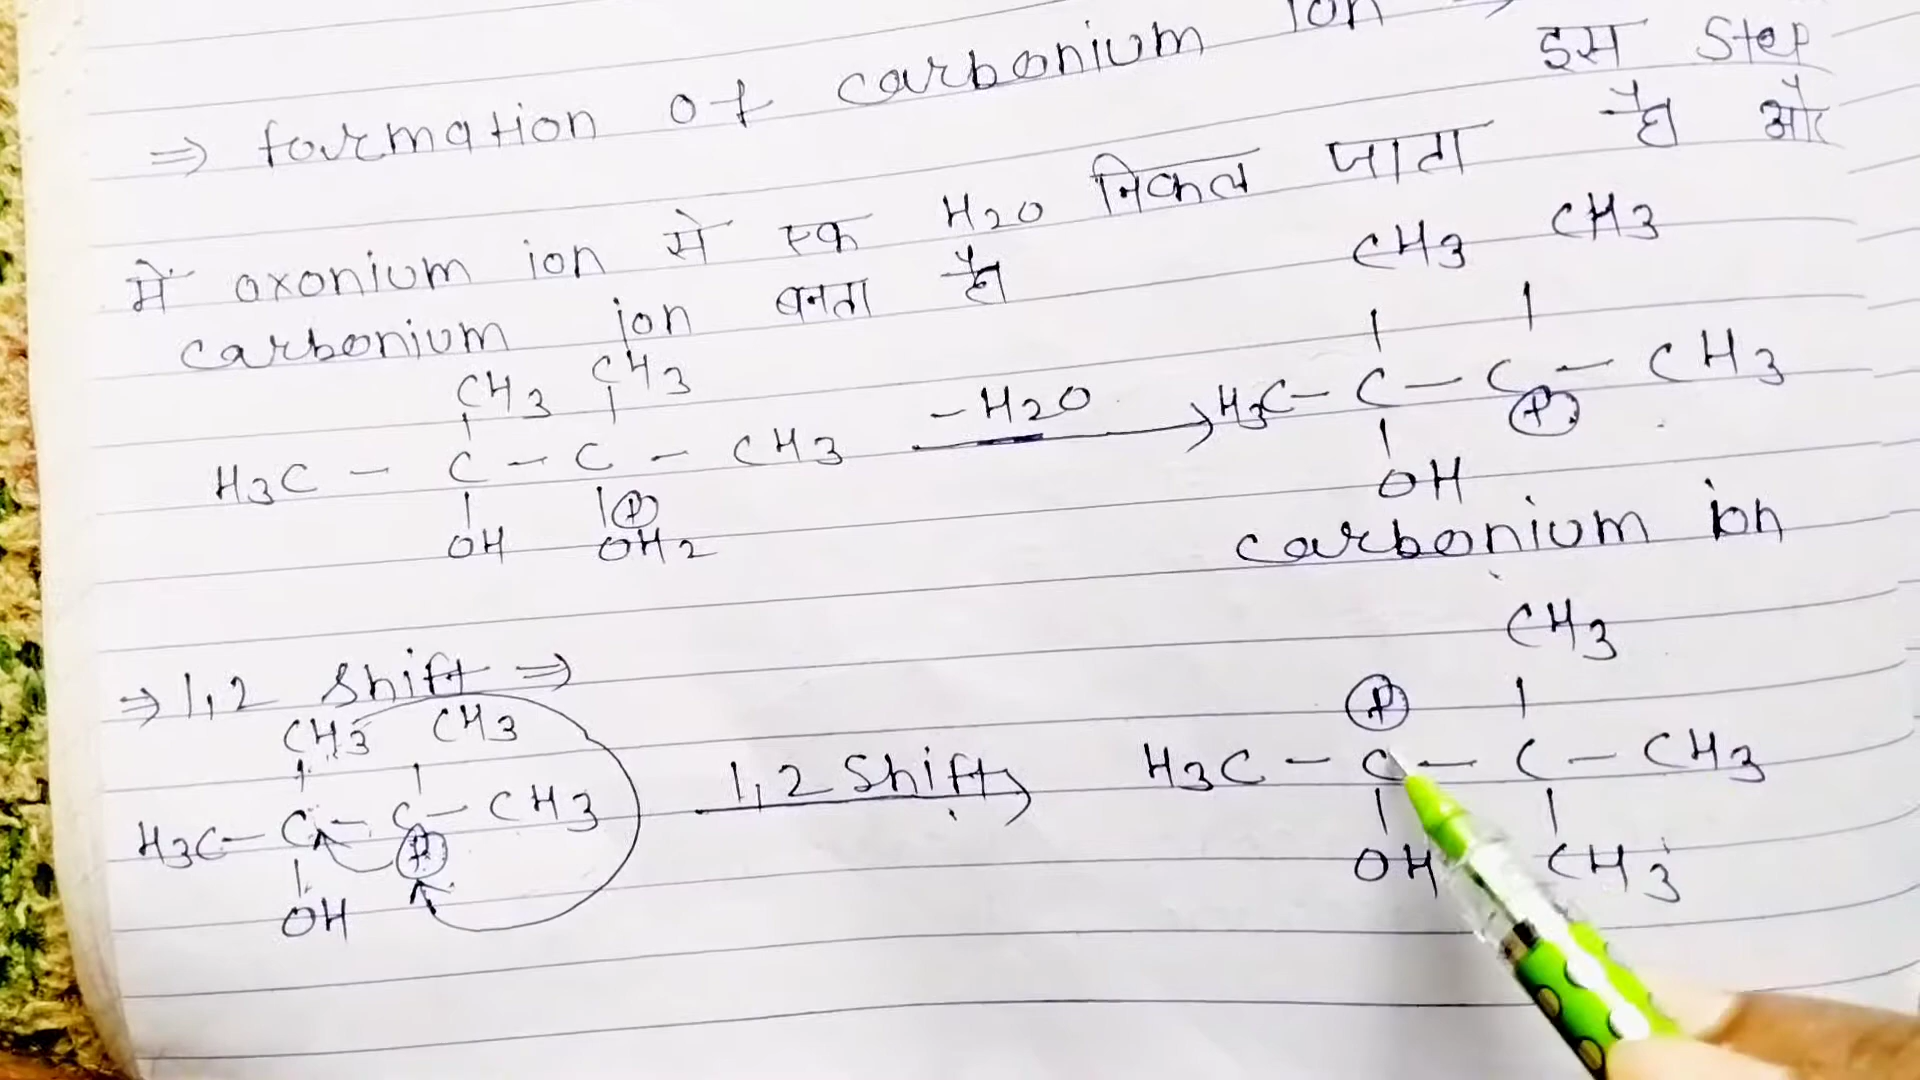 ⇒ formation of carbonium ion
इस Step
में oxonium ion से एक H2O निकल जाता है और
carbonium ion बनता है
CH3 CH3
H3C - C - C - CH3
OH ⊕OH2
-H2O →
CH3 CH3
H3C - C - C - CH3
⊕
OH
carbonium ion
⇒ 1,2 Shift ⇒
CH3 CH3
H3C - C - C - CH3
⊕
OH
1,2 Shift →
CH3
⊕
H3C - C - C - CH3
OH CH3